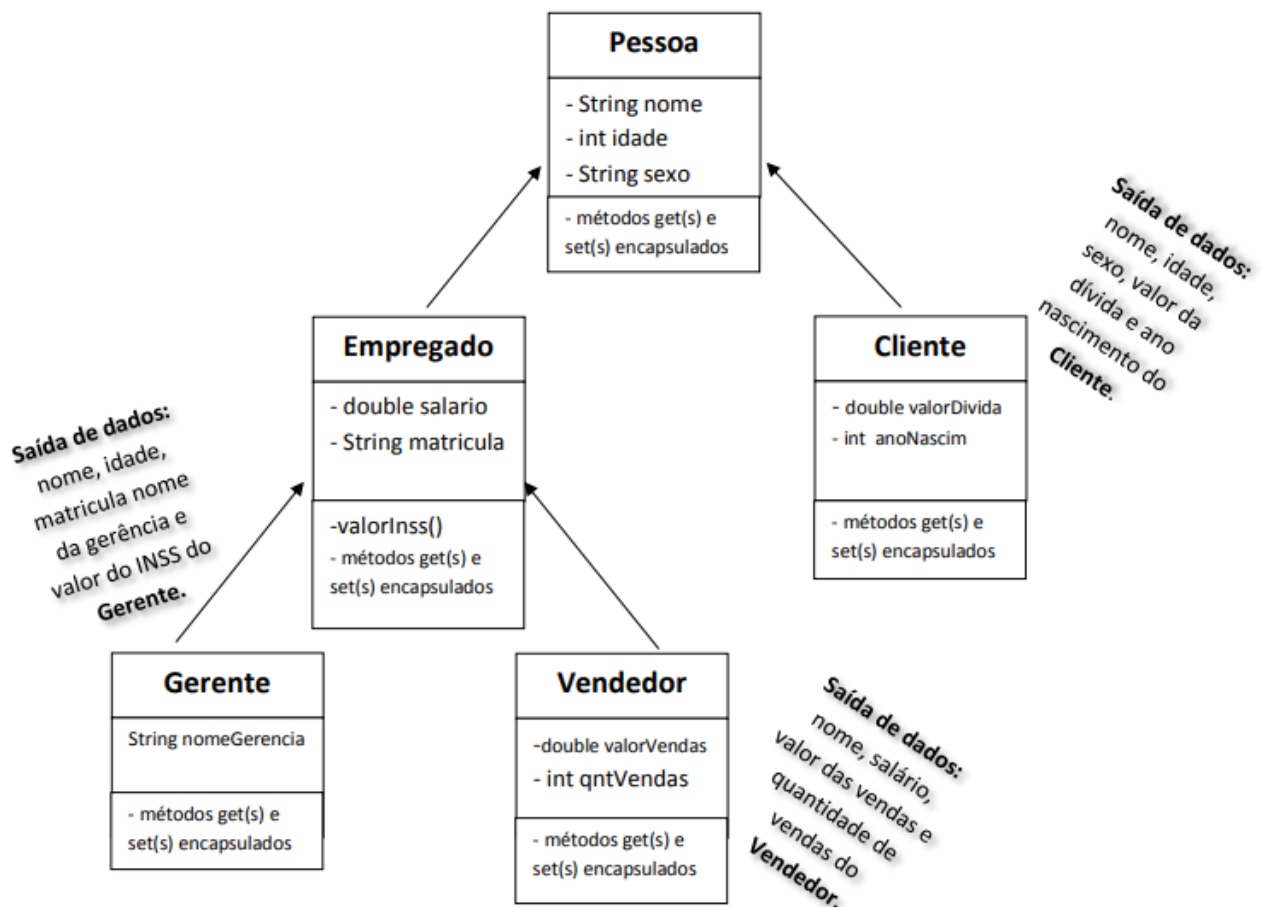 Pessoa
- String nome
- int idade
- String sexo
- métodos get(s) e
set(s) encapsulados
Empregado
- double salario
- String matricula
-valorInss()
- métodos get(s) e
set(s) encapsulados
Cliente
- double valorDivida
- int anoNascim
- métodos get(s) e
set(s) encapsulados
Saída de dados:
nome, idade,
sexo, valor da
dívida e ano
nascimento do
Cliente.
Saída de dados:
nome, idade,
matricula nome
da gerência e
valor do INSS do
Gerente.
Gerente
String nomeGerencia
- métodos get(s) e
set(s) encapsulados
Vendedor
-double valorVendas
- int qntVendas
- métodos get(s) e
set(s) encapsulados
Saída de dados:
nome, salário,
valor das vendas e
quantidade de
vendas do
Vendedor.